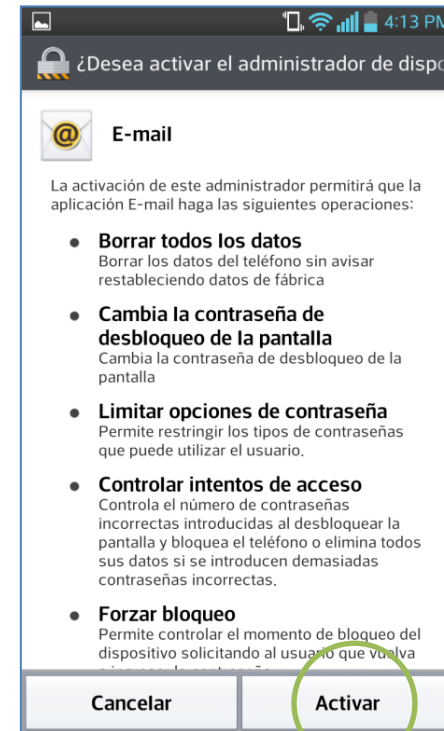 4:13 PM
¿Desea activar el administrador de dispo
@
E-mail
La activación de este administrador permitirá que la
aplicación E-mail haga las siguientes operaciones:
● Borrar todos los datos
Borrar los datos del teléfono sin avisar
restableciendo datos de fábrica
● Cambia la contraseña de
desbloqueo de la pantalla
Cambia la contraseña de desbloqueo de la
pantalla
● Limitar opciones de contraseña
Permite restringir los tipos de contraseñas
que puede utilizar el usuario.
● Controlar intentos de acceso
Controla el número de contraseñas
incorrectas introducidas al desbloquear la
pantalla y bloquea el teléfono o elimina todos
sus datos si se introducen demasiadas
contraseñas incorrectas.
● Forzar bloqueo
Permite controlar el momento de bloqueo del
dispositivo solicitando al usuario que vuelva
Cancelar
Activar